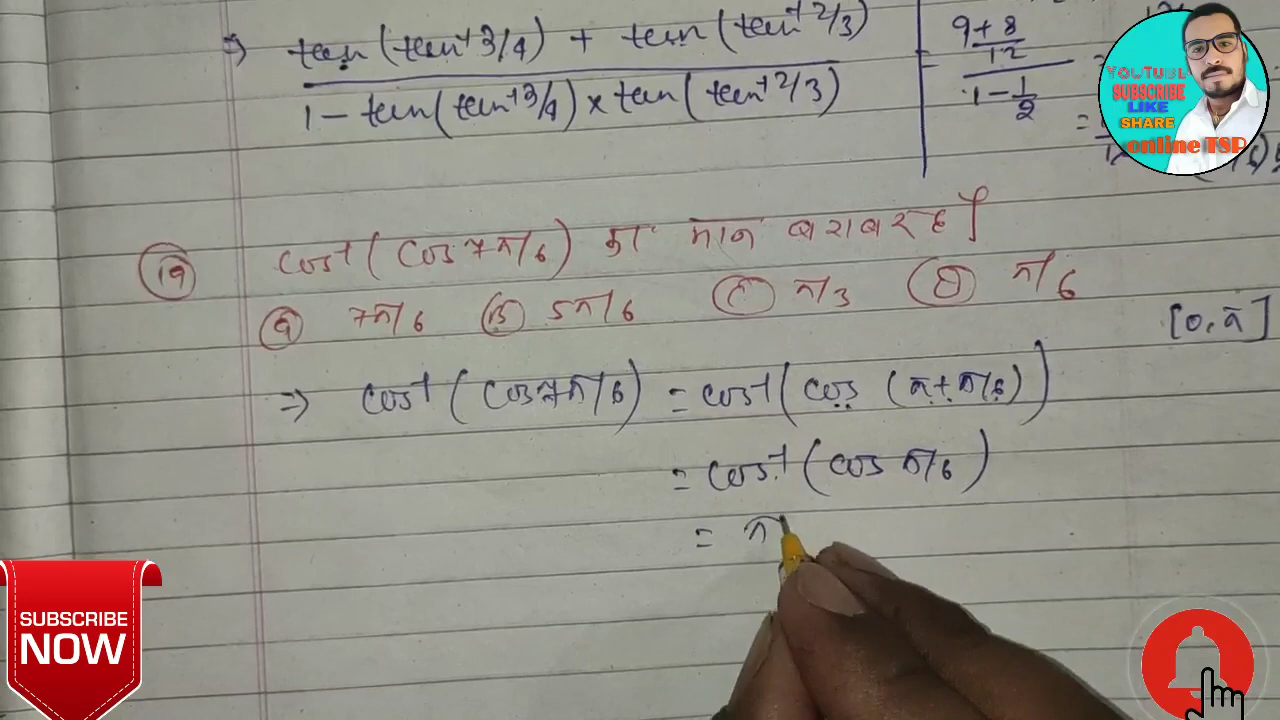 ⇒ tan(tan⁻¹3/4) + tan(tan⁻¹2/3)
1 - tan(tan⁻¹3/4) x tan(tan⁻¹2/3)
= 9+8
12
1 - 1
2
=
YOUTUBE
SUBSCRIBE
LIKE
SHARE
online TSP
19 cos⁻¹(cos 7π/6) का मान बराबर है
a 7π/6 B 5π/6 C π/3 D π/6
[0, π]
⇒ cos⁻¹(cos 7π/6) = cos⁻¹(cos (π + π/6))
= cos⁻¹(cos π/6)
= π
SUBSCRIBE
NOW